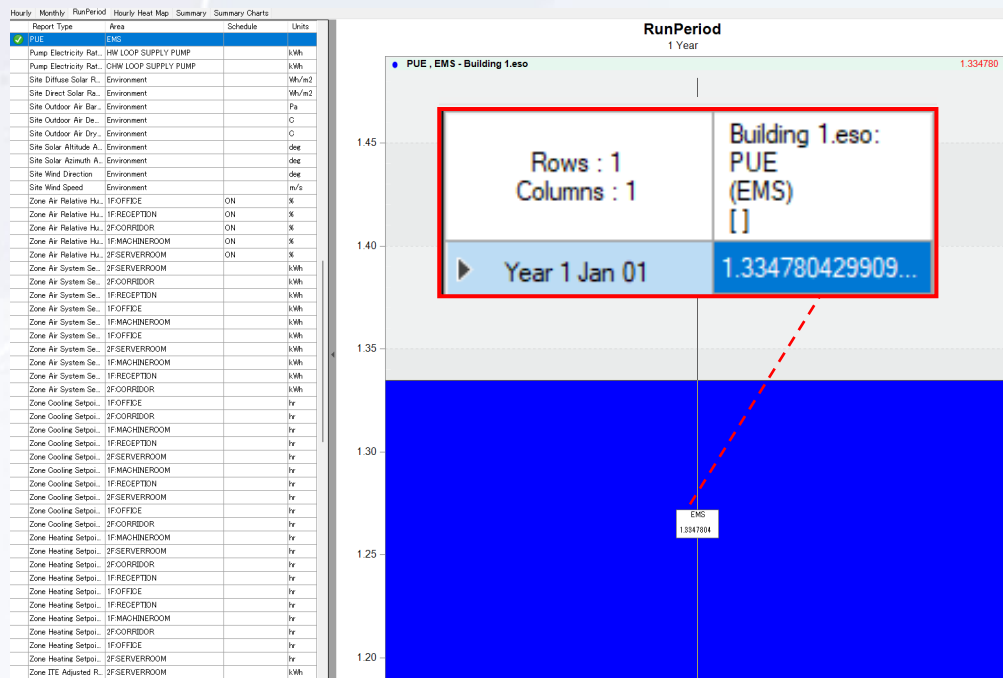 Hourly Monthly RunPeriod Hourly Heat Map Summary Summary Charts
Report Type Area Schedule Units
PUE EMS
Pump Electricity Rat... HW LOOP SUPPLY PUMP kWh
Pump Electricity Rat... CHW LOOP SUPPLY PUMP kWh
Site Diffuse Solar R... Environment Wh/m2
Site Direct Solar Ra... Environment Wh/m2
Site Outdoor Air Bar... Environment Pa
Site Outdoor Air De... Environment C
Site Outdoor Air Dry... Environment C
Site Solar Altitude A... Environment deg
Site Solar Azimuth A... Environment deg
Site Wind Direction Environment deg
Site Wind Speed Environment m/s
Zone Air Relative Hu... 1F:OFFICE ON %
Zone Air Relative Hu... 1F:RECEPTION ON %
Zone Air Relative Hu... 2F:CORRIDOR ON %
Zone Air Relative Hu... 1F:MACHINEROOM ON %
Zone Air Relative Hu... 2F:SERVERROOM ON %
Zone Air System Se... 2F:SERVERROOM kWh
Zone Air System Se... 2F:CORRIDOR kWh
Zone Air System Se... 1F:RECEPTION kWh
Zone Air System Se... 1F:OFFICE kWh
Zone Air System Se... 1F:MACHINEROOM kWh
Zone Air System Se... 1F:OFFICE kWh
Zone Air System Se... 2F:SERVERROOM kWh
Zone Air System Se... 1F:MACHINEROOM kWh
Zone Air System Se... 1F:RECEPTION kWh
Zone Air System Se... 2F:CORRIDOR kWh
Zone Cooling Setpoi... 1F:OFFICE hr
Zone Cooling Setpoi... 2F:CORRIDOR hr
Zone Cooling Setpoi... 1F:MACHINEROOM hr
Zone Cooling Setpoi... 1F:RECEPTION hr
Zone Cooling Setpoi... 2F:SERVERROOM hr
Zone Cooling Setpoi... 1F:MACHINEROOM hr
Zone Cooling Setpoi... 1F:RECEPTION hr
Zone Cooling Setpoi... 2F:SERVERROOM hr
Zone Cooling Setpoi... 1F:OFFICE hr
Zone Cooling Setpoi... 2F:CORRIDOR hr
Zone Heating Setpoi... 1F:MACHINEROOM hr
Zone Heating Setpoi... 2F:SERVERROOM hr
Zone Heating Setpoi... 2F:CORRIDOR hr
Zone Heating Setpoi... 1F:RECEPTION hr
Zone Heating Setpoi... 1F:OFFICE hr
Zone Heating Setpoi... 1F:RECEPTION hr
Zone Heating Setpoi... 1F:MACHINEROOM hr
Zone Heating Setpoi... 2F:CORRIDOR hr
Zone Heating Setpoi... 1F:OFFICE hr
Zone Heating Setpoi... 2F:SERVERROOM hr
Zone ITE Adjusted R... 2F:SERVERROOM kWh
RunPeriod
1 Year
PUE , EMS - Building 1.eso 1.334780
1.45
1.40
1.35
1.30
1.25
1.20
Rows : 1
Columns : 1
Building 1.eso:
PUE
(EMS)
[ ]
Year 1 Jan 01 1.334780429909...
EMS
1.3347804